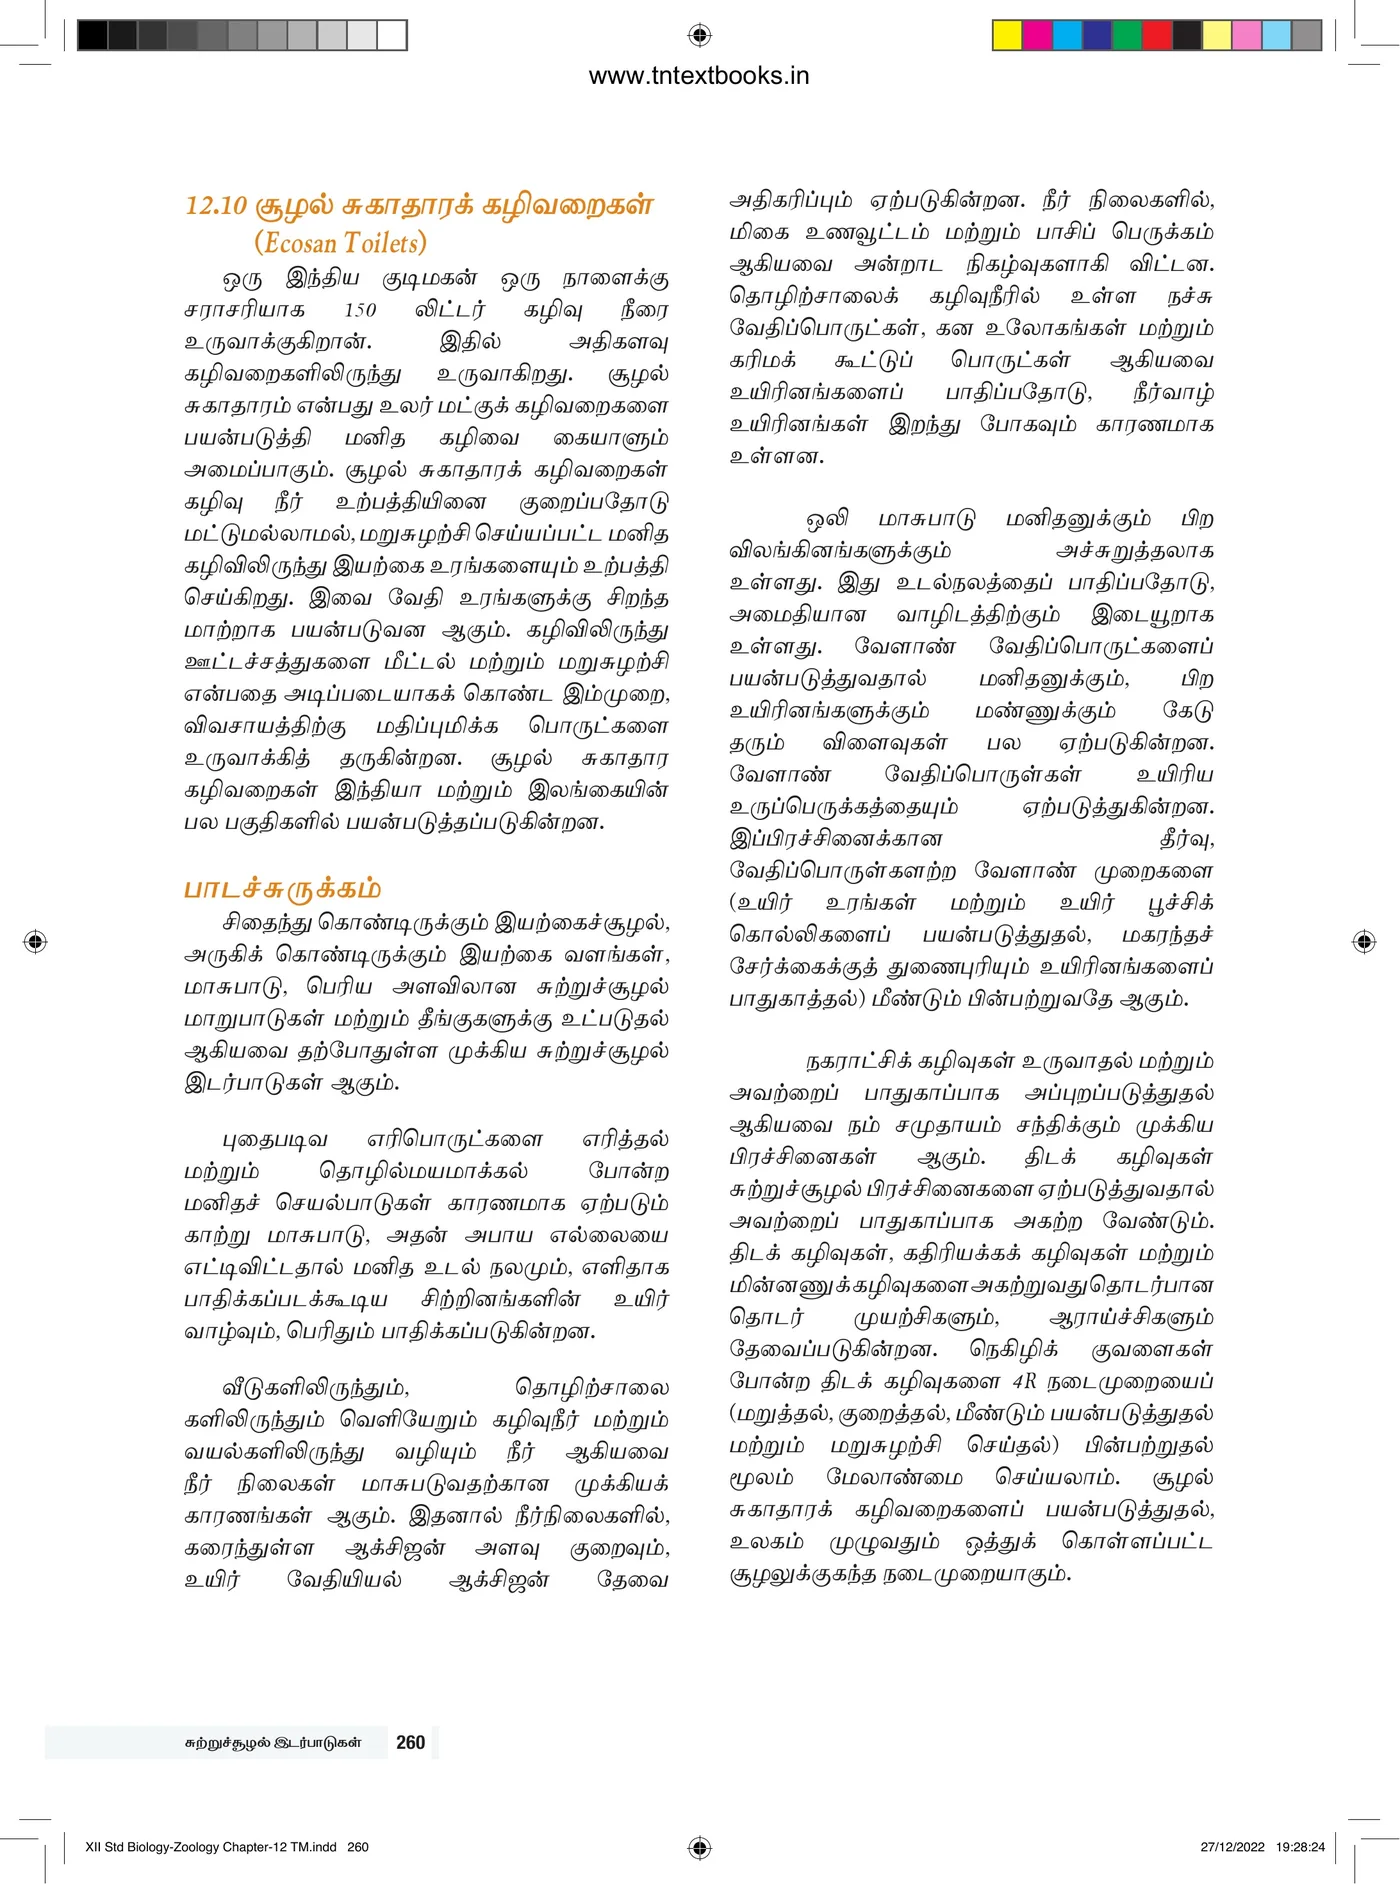 www.tntextbooks.in
12.10 சூழல் சுகாதாரக் கழிவறைகள்
(Ecosan Toilets)
ஒரு இந்திய குடிமகன் ஒரு நாளைக்கு
சராசரியாக 150 லிட்டர் கழிவு நீரை
உருவாக்குகிறான். இதில் அதிகளவு
கழிவறைகளிலிருந்து உருவாகிறது. சூழல்
சுகாதாரம் என்பது உலர் மட்குக் கழிவறைகளை
பயன்படுத்தி மனித கழிவை கையாளும்
அமைப்பாகும். சூழல் சுகாதாரக் கழிவறைகள்
கழிவு நீர் உற்பத்தியினை குறைப்பதோடு
மட்டுமல்லாமல், மறுசுழற்சி செய்யப்பட்ட மனித
கழிவிலிருந்து இயற்கை உரங்களையும் உற்பத்தி
செய்கிறது. இவை வேதி உரங்களுக்கு சிறந்த
மாற்றாக பயன்படுவன ஆகும். கழிவிலிருந்து
ஊட்டச்சத்துகளை மீட்டல் மற்றும் மறுசுழற்சி
என்பதை அடிப்படையாகக் கொண்ட இம்முறை,
விவசாயத்திற்கு மதிப்புமிக்க பொருட்களை
உருவாக்கித் தருகின்றன. சூழல் சுகாதார
கழிவறைகள் இந்தியா மற்றும் இலங்கையின்
பல பகுதிகளில் பயன்படுத்தப்படுகின்றன.
பாடச்சுருக்கம்
சிதைந்து கொண்டிருக்கும் இயற்கைச்சூழல்,
அருகிக் கொண்டிருக்கும் இயற்கை வளங்கள்,
மாசுபாடு, பெரிய அளவிலான சுற்றுச்சூழல்
மாறுபாடுகள் மற்றும் தீங்குகளுக்கு உட்படுதல்
ஆகியவை தற்போதுள்ள முக்கிய சுற்றுச்சூழல்
இடர்பாடுகள் ஆகும்.
புதைபடிவ எரிபொருட்களை எரித்தல்
மற்றும் தொழில்மயமாக்கல் போன்ற
மனிதச் செயல்பாடுகள் காரணமாக ஏற்படும்
காற்று மாசுபாடு, அதன் அபாய எல்லையை
எட்டிவிட்டதால் மனித உடல் நலமும், எளிதாக
பாதிக்கப்படக்கூடிய சிற்றினங்களின் உயிர்
வாழ்வும், பெரிதும் பாதிக்கப்படுகின்றன.
வீடுகளிலிருந்தும், தொழிற்சாலை
களிலிருந்தும் வெளியேறும் கழிவுநீர் மற்றும்
வயல்களிலிருந்து வழியும் நீர் ஆகியவை
நீர் நிலைகள் மாசுபடுவதற்கான முக்கியக்
காரணங்கள் ஆகும். இதனால் நீர்நிலைகளில்,
கரைந்துள்ள ஆக்சிஜன் அளவு குறைவும்,
உயிர் வேதியியல் ஆக்சிஜன் தேவை
அதிகரிப்பும் ஏற்படுகின்றன. நீர் நிலைகளில்,
மிகை உணவூட்டம் மற்றும் பாசிப் பெருக்கம்
ஆகியவை அன்றாட நிகழ்வுகளாகி விட்டன.
தொழிற்சாலைக் கழிவுநீரில் உள்ள நச்சு
வேதிப்பொருட்கள், கன உலோகங்கள் மற்றும்
கரிமக் கூட்டுப் பொருட்கள் ஆகியவை
உயிரினங்களைப் பாதிப்பதோடு, நீர்வாழ்
உயிரினங்கள் இறந்து போகவும் காரணமாக
உள்ளன.
ஒலி மாசுபாடு மனிதனுக்கும் பிற
விலங்கினங்களுக்கும் அச்சுறுத்தலாக
உள்ளது. இது உடல்நலத்தைப் பாதிப்பதோடு,
அமைதியான வாழிடத்திற்கும் இடையூறாக
உள்ளது. வேளாண் வேதிப்பொருட்களைப்
பயன்படுத்துவதால் மனிதனுக்கும், பிற
உயிரினங்களுக்கும் மண்ணுக்கும் கேடு
தரும் விளைவுகள் பல ஏற்படுகின்றன.
வேளாண் வேதிப்பொருள்கள் உயிரிய
உருப்பெருக்கத்தையும் ஏற்படுத்துகின்றன.
இப்பிரச்சினைக்கான தீர்வு,
வேதிப்பொருள்களற்ற வேளாண் முறைகளை
(உயிர் உரங்கள் மற்றும் உயிர் பூச்சிக்
கொல்லிகளைப் பயன்படுத்துதல், மகரந்தச்
சேர்க்கைக்குத் துணைபுரியும் உயிரினங்களைப்
பாதுகாத்தல்) மீண்டும் பின்பற்றுவதே ஆகும்.
நகராட்சிக் கழிவுகள் உருவாதல் மற்றும்
அவற்றைப் பாதுகாப்பாக அப்புறப்படுத்துதல்
ஆகியவை நம் சமுதாயம் சந்திக்கும் முக்கிய
பிரச்சினைகள் ஆகும். திடக் கழிவுகள்
சுற்றுச்சூழல் பிரச்சினைகளை ஏற்படுத்துவதால்
அவற்றைப் பாதுகாப்பாக அகற்ற வேண்டும்.
திடக் கழிவுகள், கதிரியக்கக் கழிவுகள் மற்றும்
மின்னணுக்கழிவுகளை அகற்றுவது தொடர்பான
தொடர் முயற்சிகளும், ஆராய்ச்சிகளும்
தேவைப்படுகின்றன. நெகிழிக் குவளைகள்
போன்ற திடக் கழிவுகளை 4R நடைமுறையைப்
(மறுத்தல், குறைத்தல், மீண்டும் பயன்படுத்துதல்
மற்றும் மறுசுழற்சி செய்தல்) பின்பற்றுதல்
மூலம் மேலாண்மை செய்யலாம். சூழல்
சுகாதாரக் கழிவறைகளைப் பயன்படுத்துதல்,
உலகம் முழுவதும் ஒத்துக் கொள்ளப்பட்ட
சூழலுக்குகந்த நடைமுறையாகும்.
சுற்றுச்சூழல் இடர்பாடுகள் 260
XII Std Biology-Zoology Chapter-12 TM.indd 260
27/12/2022 19:28:24